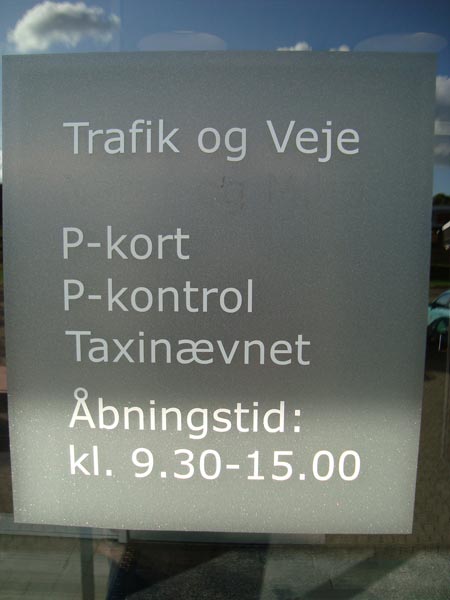 Trafik og Veje
P-kort
P-kontrol
Taxinævnet
Åbningstid:
kl. 9.30-15.00